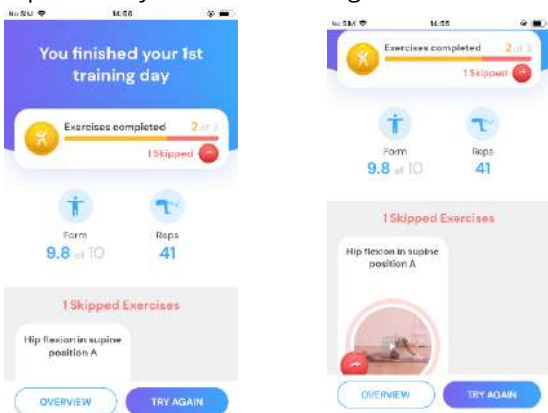 No SIM 14:56
You finished your 1st
training day
Exercises completed 2 of 3
1 Skipped
Form
9.8 of 10
Reps
41
1 Skipped Exercises
Hip flexion in supine
position A
OVERVIEW
TRY AGAIN
No SIM 14:56
Exercises completed 2 of 3
1 Skipped
Form
9.8 of 10
Reps
41
1 Skipped Exercises
Hip flexion in supine
position A
OVERVIEW
TRY AGAIN